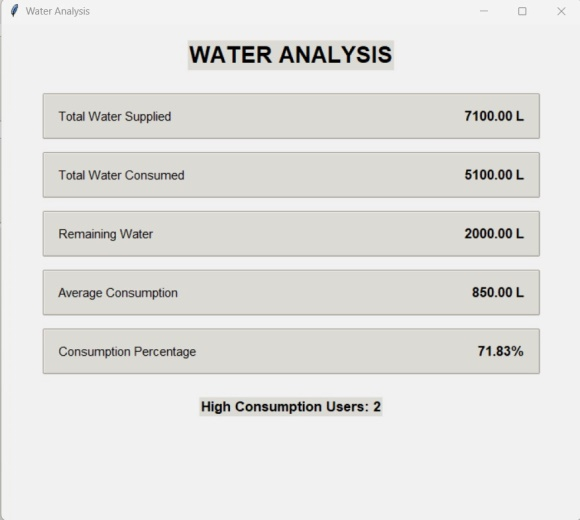 Water Analysis
WATER ANALYSIS
Total Water Supplied 7100.00 L
Total Water Consumed 5100.00 L
Remaining Water 2000.00 L
Average Consumption 850.00 L
Consumption Percentage 71.83%
High Consumption Users: 2